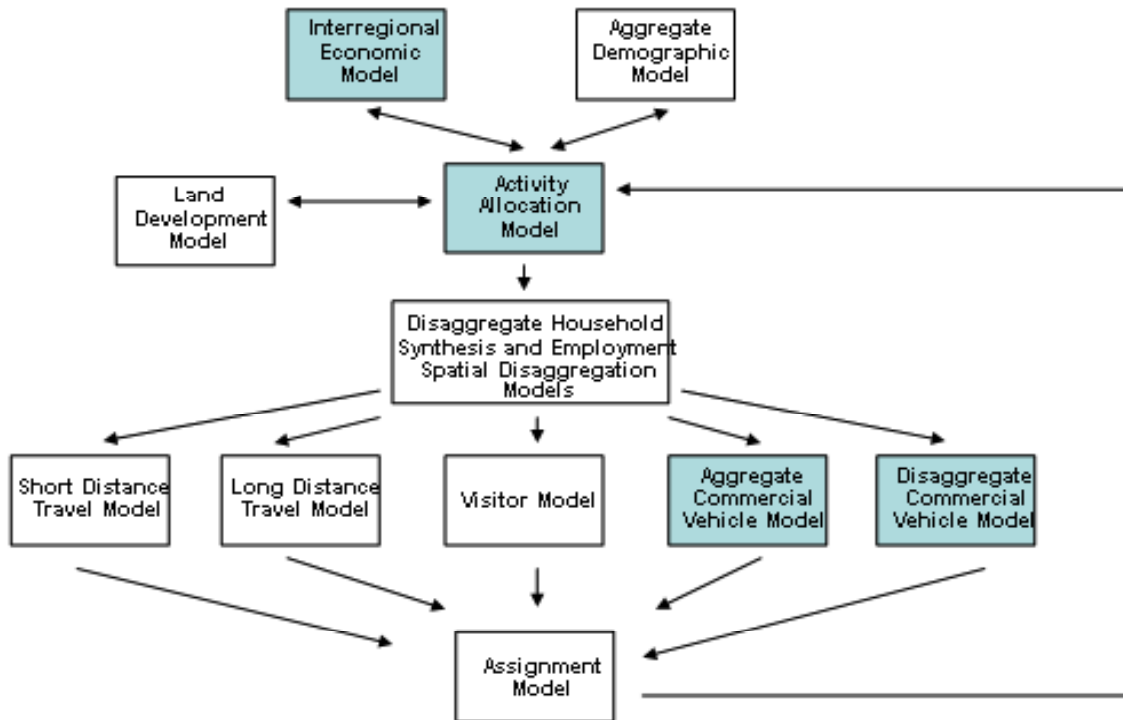 Interregional
Economic
Model
Aggregate
Demographic
Model
Land
Development
Model
Activity
Allocation
Model
Disaggregate Household
Synthesis and Employment
Spatial Disaggregation
Models
Short Distance
Travel Model
Long Distance
Travel Model
Visitor Model
Aggregate
Commercial
Vehicle Model
Disaggregate
Commercial
Vehicle Model
Assignment
Model